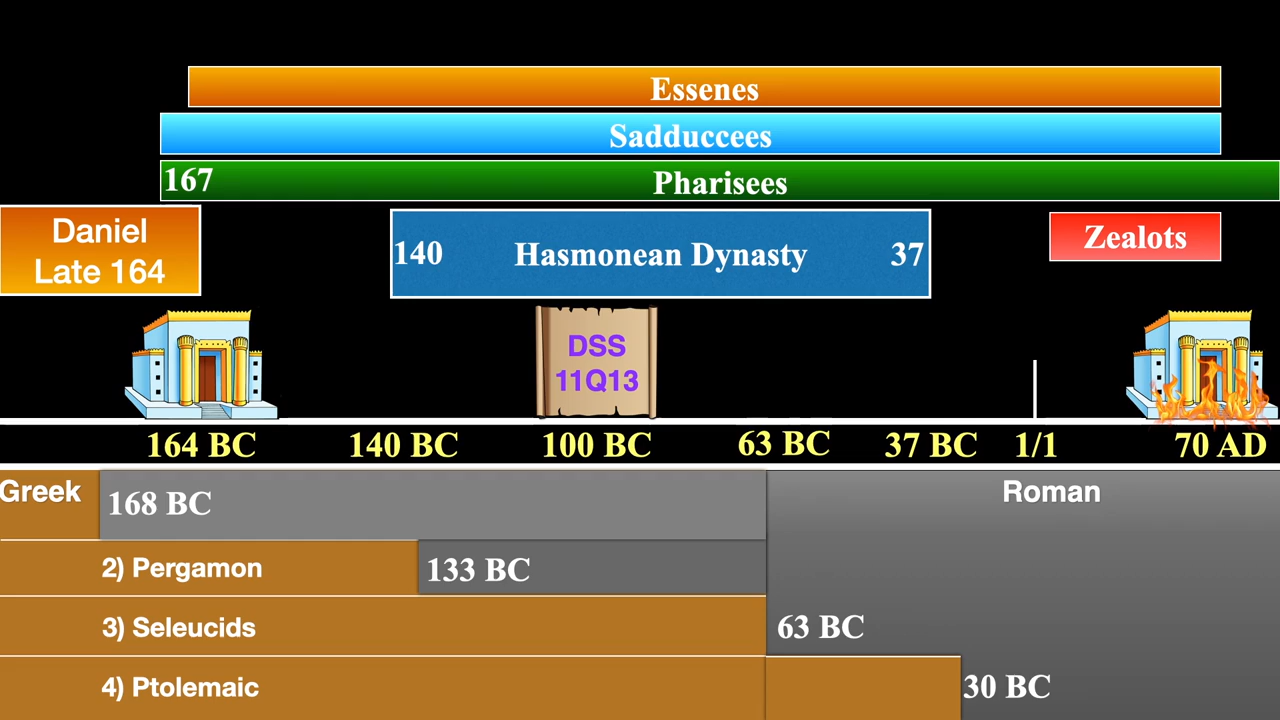 Essenes
Sadduccees
167 Pharisees
Daniel
Late 164
140 Hasmonean Dynasty 37
Zealots
DSS
11Q13
164 BC 140 BC 100 BC 63 BC 37 BC 1/1 70 AD
Greek 168 BC Roman
2) Pergamon 133 BC
3) Seleucids 63 BC
4) Ptolemaic 30 BC